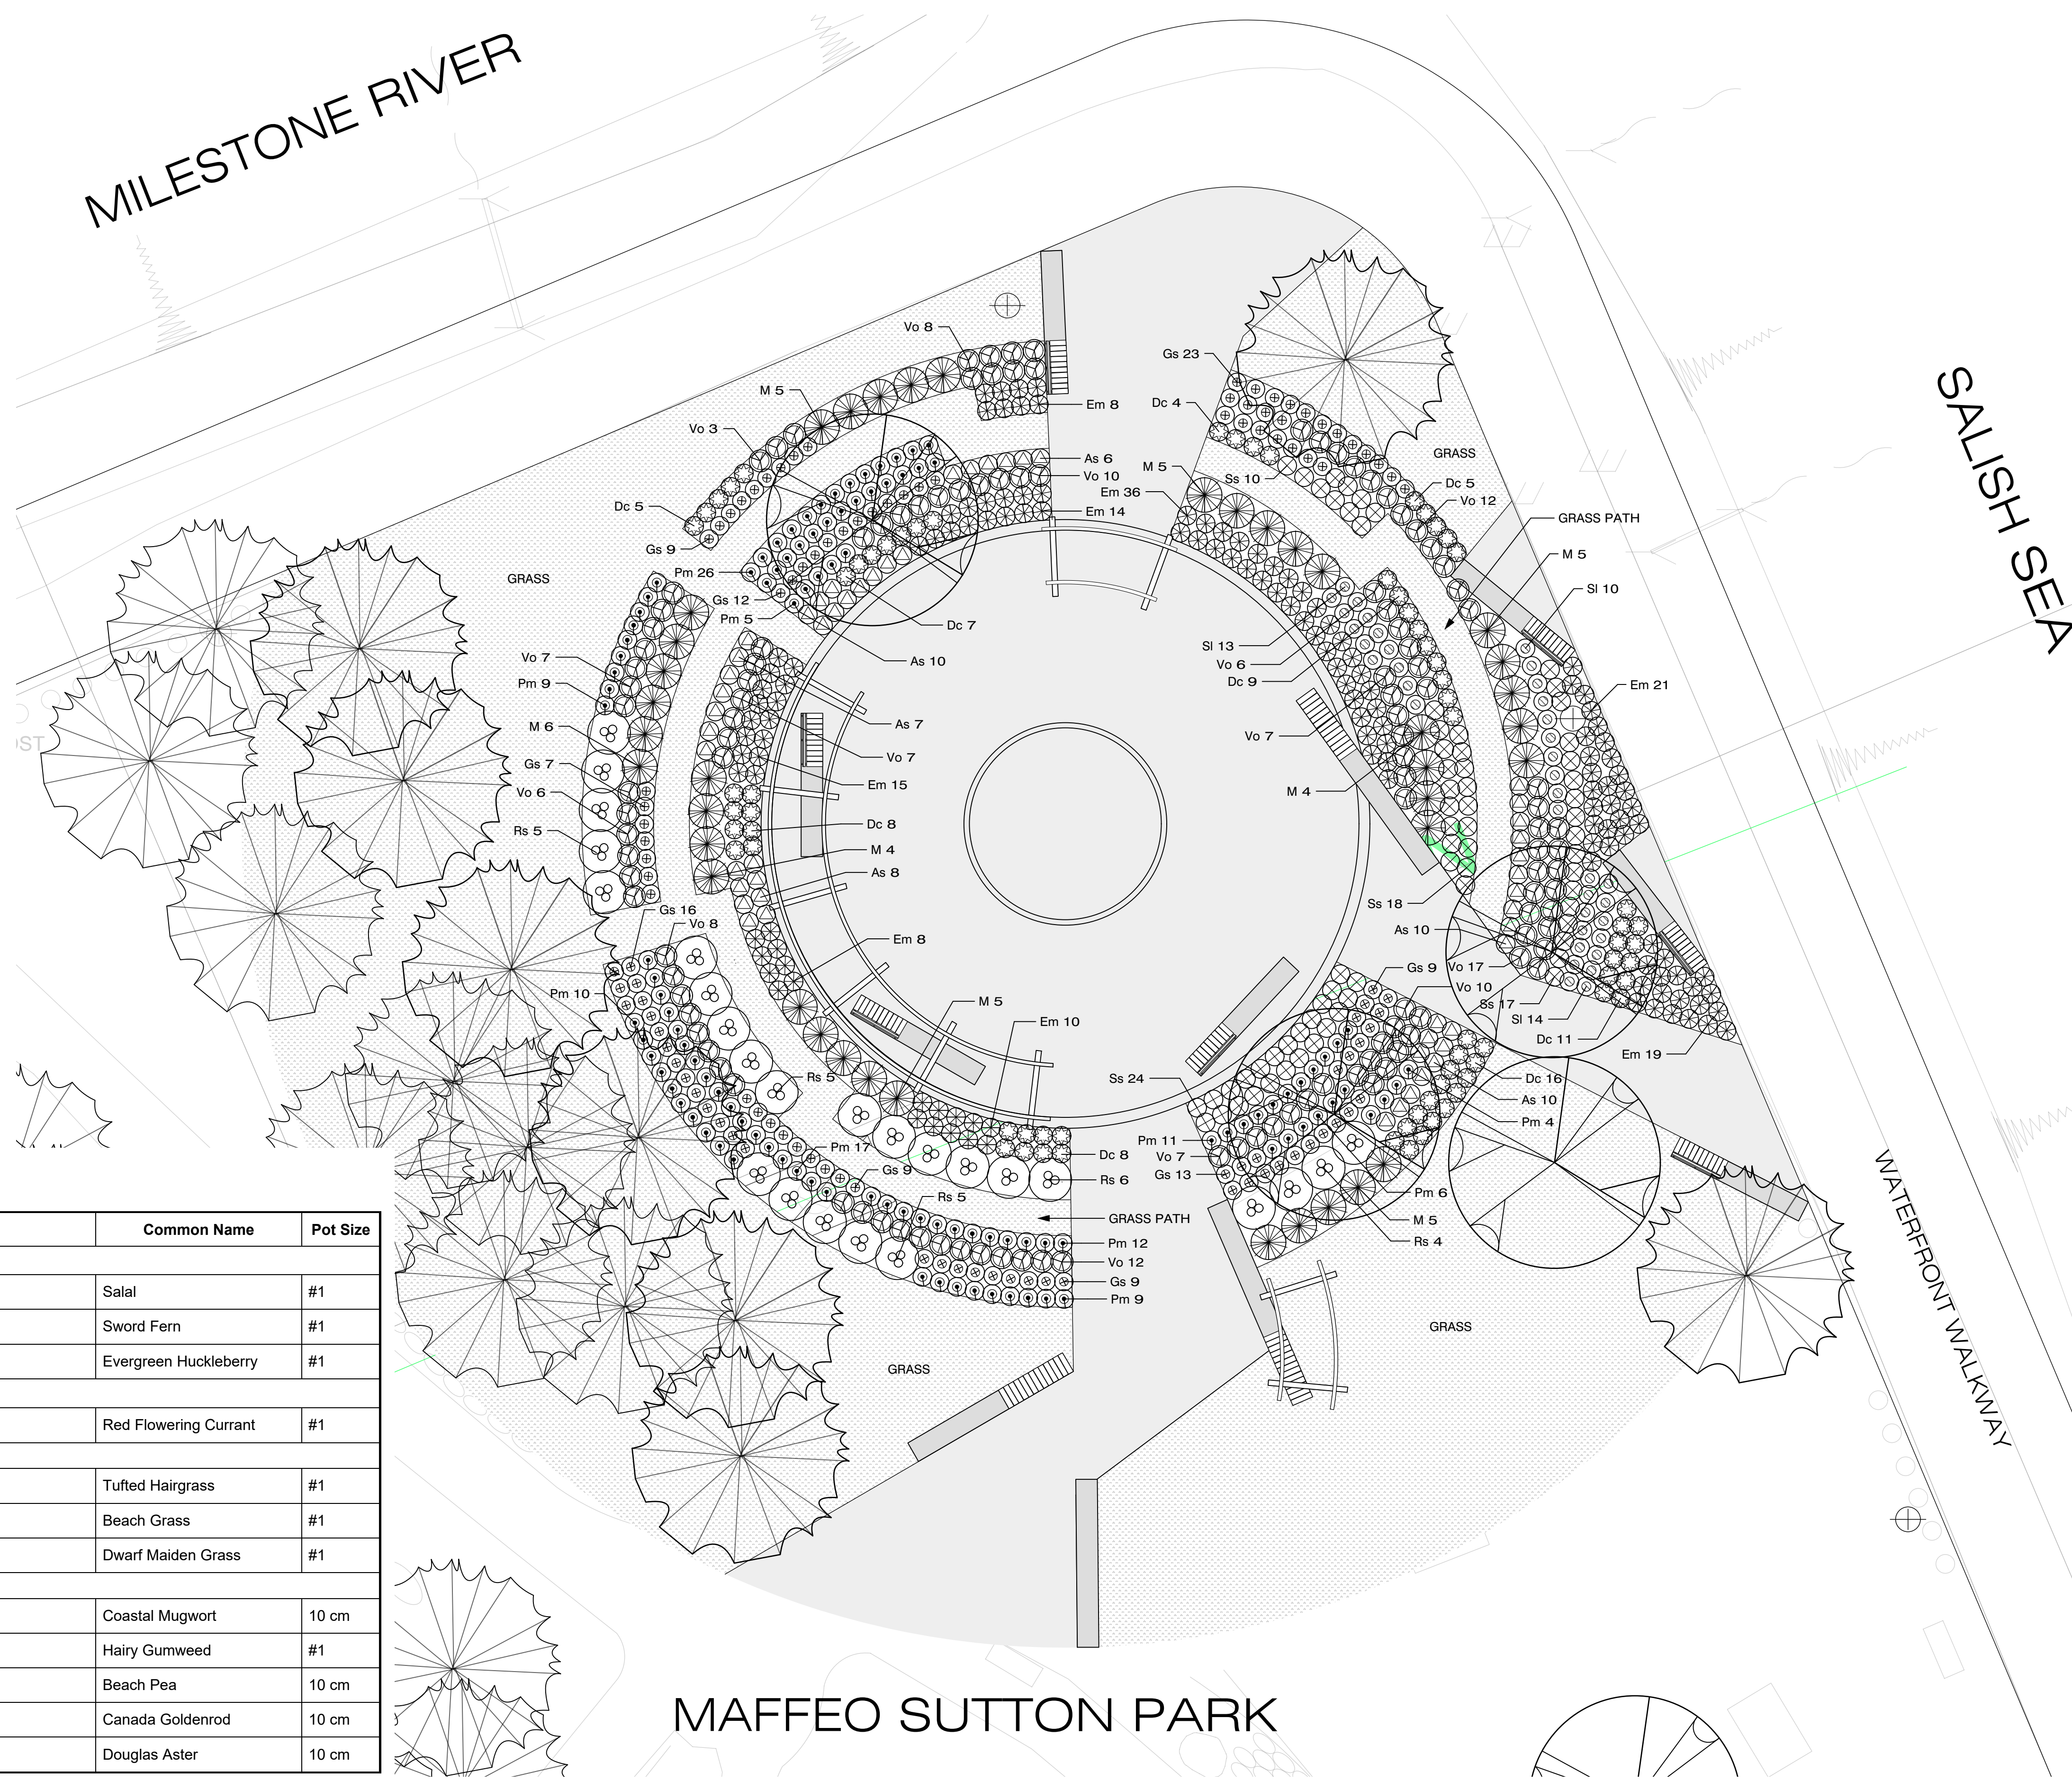 MILESTONE RIVER
SALISH SEA
Vo 8
Gs 23
M 5
Em 8
Dc 4
Vo 3
As 6
GRASS
Vo 10
M 5
Ss 10
Dc 5
Em 36
Vo 12
Dc 5
Em 14
GRASS PATH
Gs 9
M 5
Pm 26
GRASS
Sl 10
Gs 12
Pm 5
Dc 7
Sl 13
Vo 7
As 10
Vo 6
Pm 9
Dc 9
Em 21
M 6
As 7
Vo 7
Gs 7
Vo 7
Em 15
Vo 6
M 4
Rs 5
Dc 8
M 4
As 8
Ss 18
Gs 16
Vo 8
As 10
Em 8
Gs 9
Vo 17
Pm 10
Vo 10
M 5
Ss 17
Em 10
Sl 14
Dc 11
Em 19
Rs 5
Ss 24
Dc 16
As 10
Pm 4
Pm 17
Pm 11
Dc 8
Vo 7
Gs 9
Gs 13
Rs 6
Rs 5
Pm 6
GRASS PATH
M 5
Pm 12
Rs 4
Vo 12
Gs 9
Pm 9
GRASS
GRASS
WATERFRONT WALKWAY
OST
Common Name Pot Size
Salal #1
Sword Fern #1
Evergreen Huckleberry #1
Red Flowering Currant #1
Tufted Hairgrass #1
Beach Grass #1
Dwarf Maiden Grass #1
Coastal Mugwort 10 cm
Hairy Gumweed #1
Beach Pea 10 cm
Canada Goldenrod 10 cm
Douglas Aster 10 cm
MAFFEO SUTTON PARK